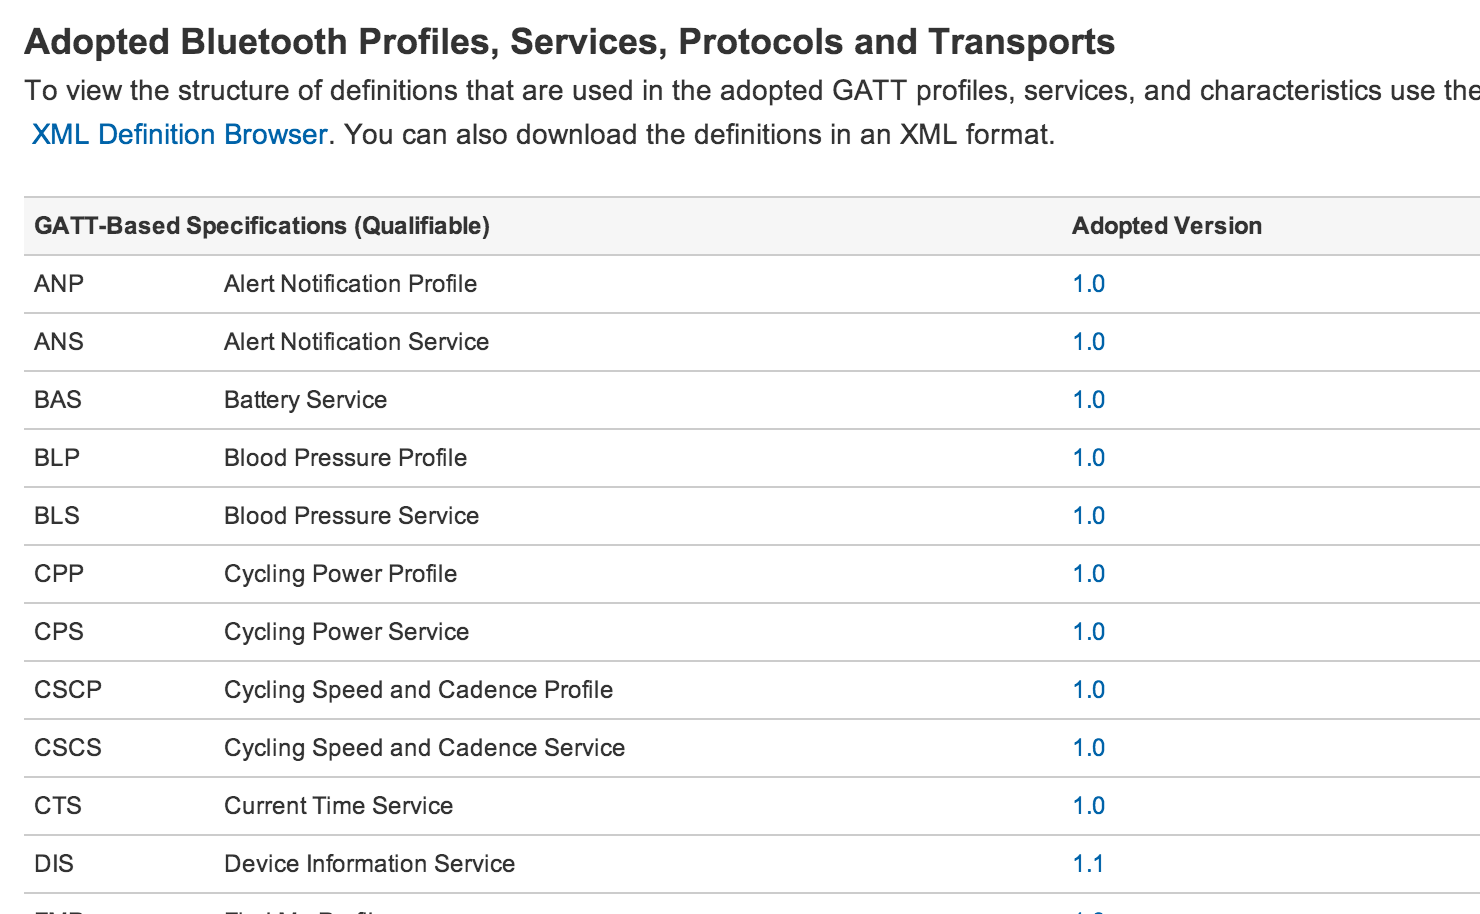 Adopted Bluetooth Profiles, Services, Protocols and Transports
To view the structure of definitions that are used in the adopted GATT profiles, services, and characteristics use the
XML Definition Browser. You can also download the definitions in an XML format.
GATT-Based Specifications (Qualifiable) Adopted Version
ANP Alert Notification Profile 1.0
ANS Alert Notification Service 1.0
BAS Battery Service 1.0
BLP Blood Pressure Profile 1.0
BLS Blood Pressure Service 1.0
CPP Cycling Power Profile 1.0
CPS Cycling Power Service 1.0
CSCP Cycling Speed and Cadence Profile 1.0
CSCS Cycling Speed and Cadence Service 1.0
CTS Current Time Service 1.0
DIS Device Information Service 1.1